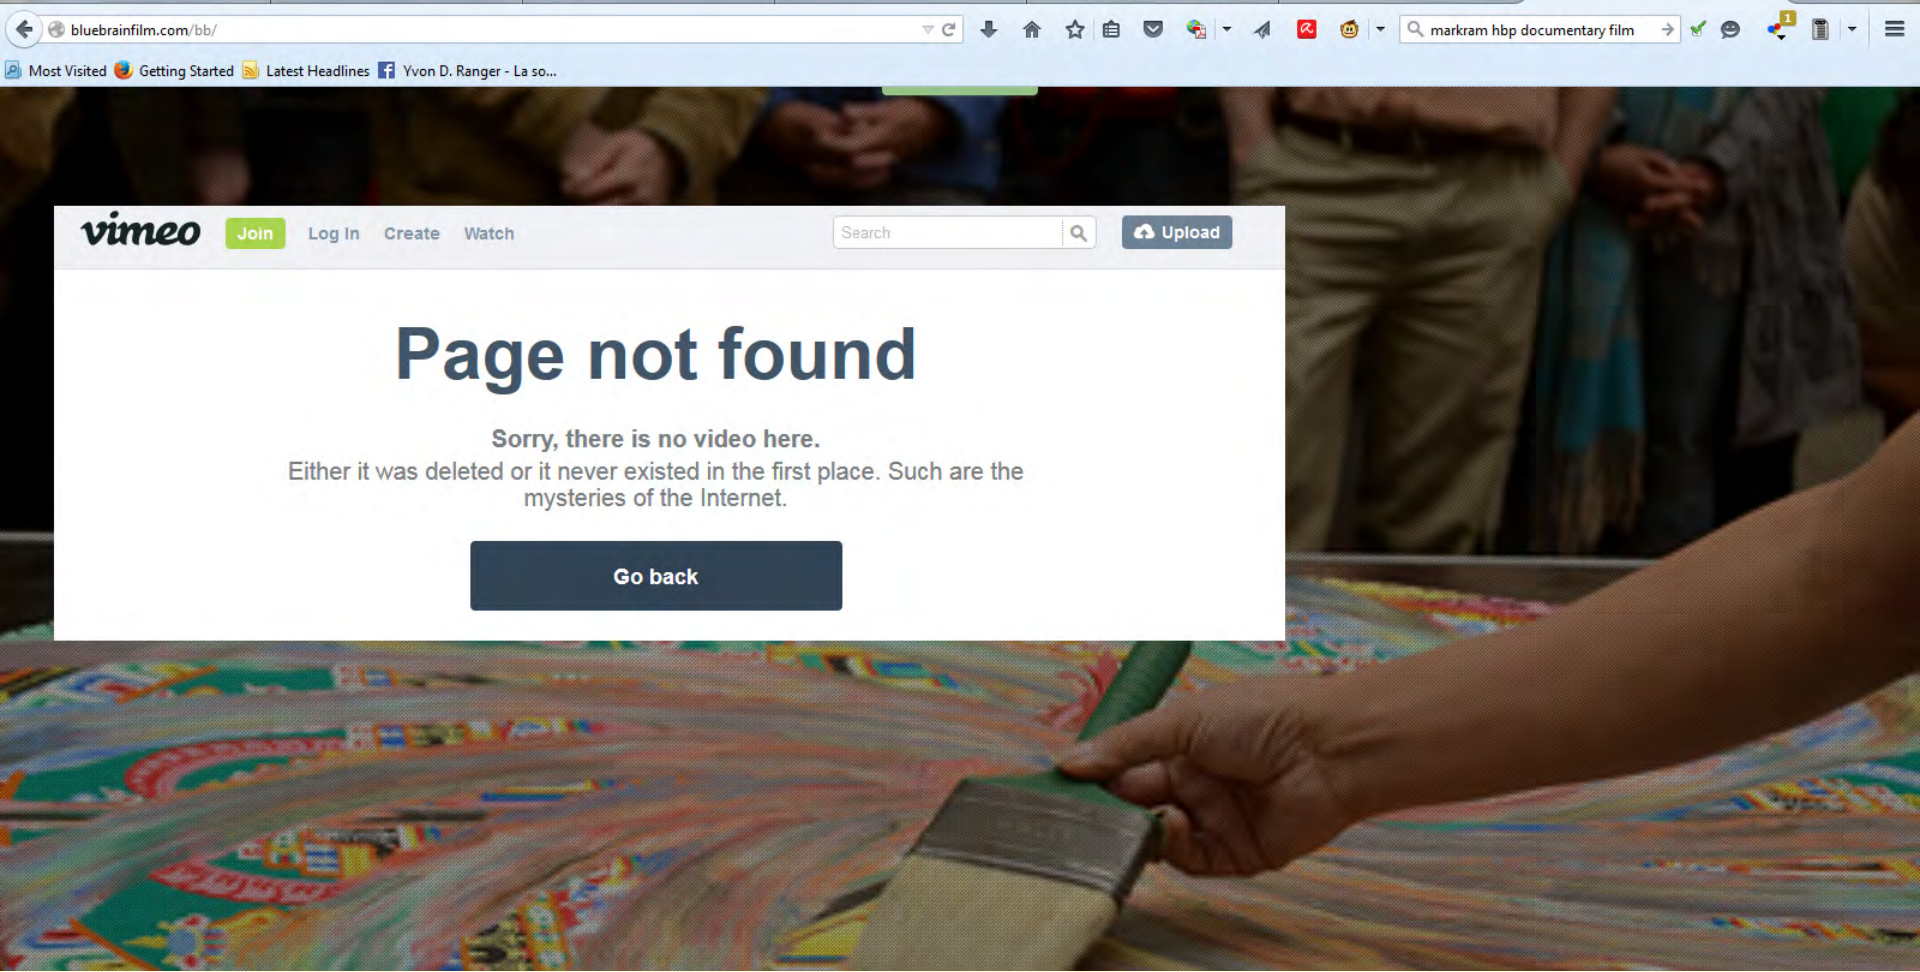 bluebrainfilm.com/bb/
markram hbp documentary film
1
Most Visited Getting Started Latest Headlines Yvon D. Ranger - La so...
vimeo Join Log In Create Watch Search Upload
Page not found
Sorry, there is no video here.
Either it was deleted or it never existed in the first place. Such are the
mysteries of the Internet.
Go back